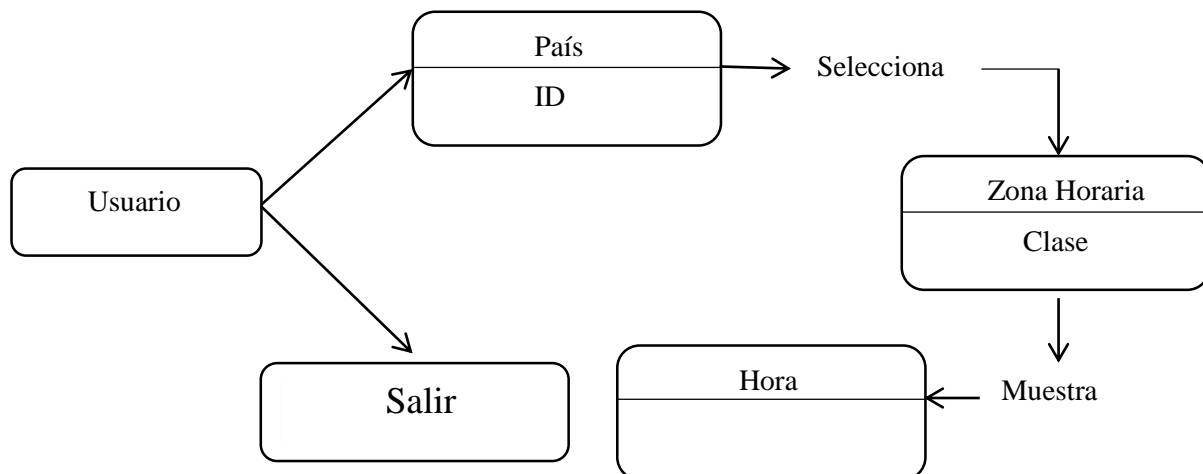 País
ID
Selecciona
Usuario
Zona Horaria
Clase
Salir
Hora
Muestra